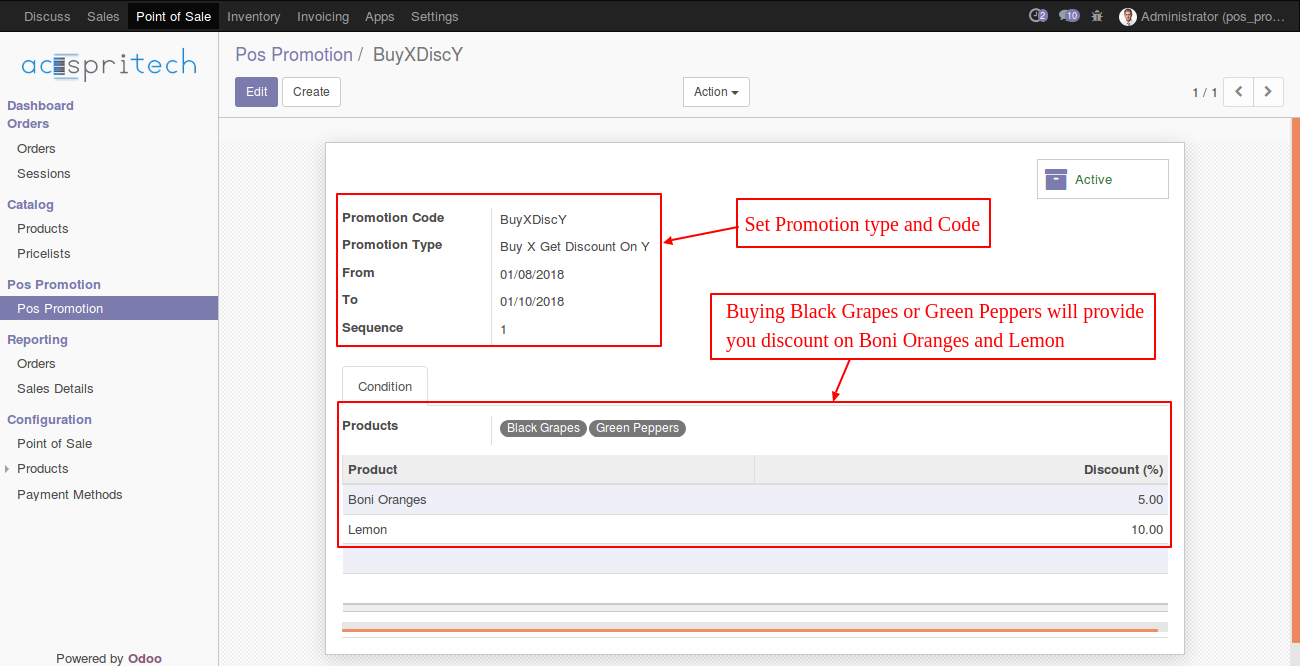 Discuss Sales Point of Sale Inventory Invoicing Apps Settings 2 10 Administrator (pos_pro...
acespritech
Pos Promotion / BuyXDiscY
Edit Create Action 1 / 1
Dashboard
Orders
Orders
Sessions
Catalog
Products
Pricelists
Pos Promotion
Pos Promotion
Reporting
Orders
Sales Details
Configuration
Point of Sale
Products
Payment Methods
Powered by Odoo
Active
Promotion Code BuyXDiscY
Promotion Type Buy X Get Discount On Y
From 01/08/2018
To 01/10/2018
Sequence 1
Set Promotion type and Code
Buying Black Grapes or Green Peppers will provide
you discount on Boni Oranges and Lemon
Condition
Products Black Grapes Green Peppers
Product Discount (%)
Boni Oranges 5.00
Lemon 10.00